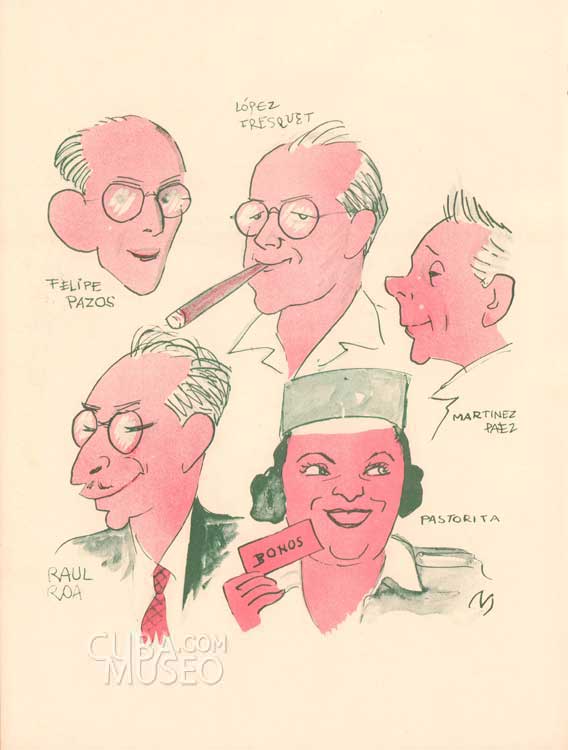 LÓPEZ
FRESQUET
FELIPE
PAZOS
MARTINEZ
PAEZ
PASTORITA
BONOS
RAUL
ROA
CUBA.COM
MUSEO